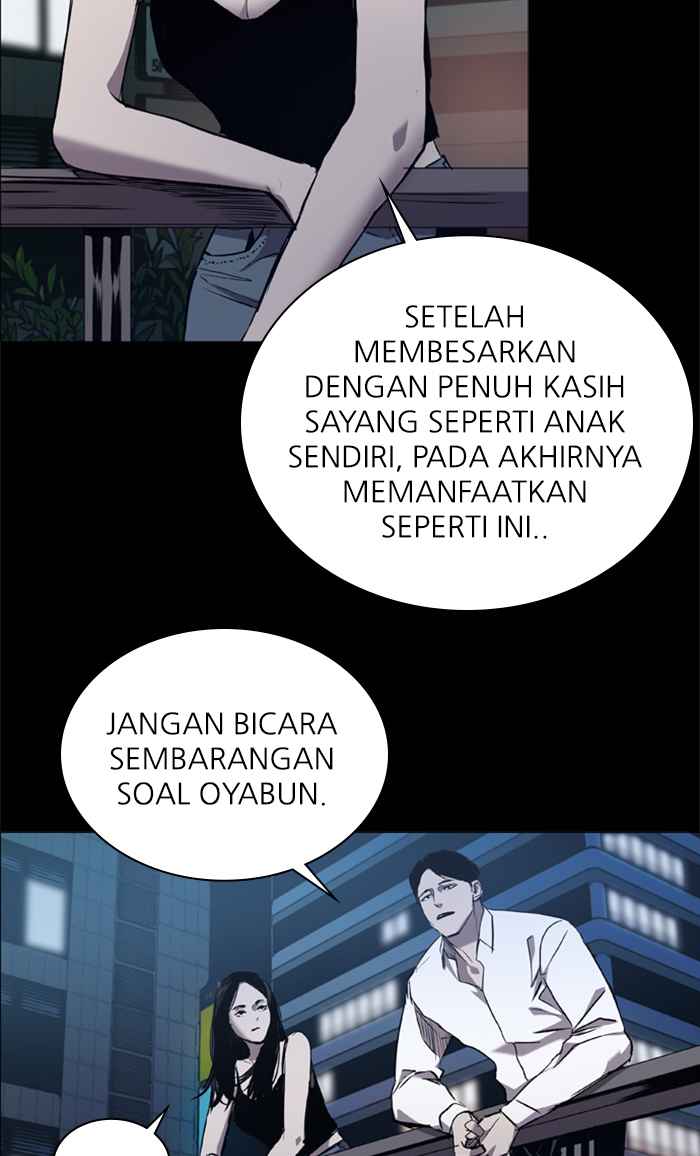 SETELAH
MEMBESARKAN
DENGAN PENUH KASIH
SAYANG SEPERTI ANAK
SENDIRI, PADA AKHIRNYA
MEMANFAATKAN
SEPERTI INI..
JANGAN BICARA
SEMBARANGAN
SOAL OYABUN.